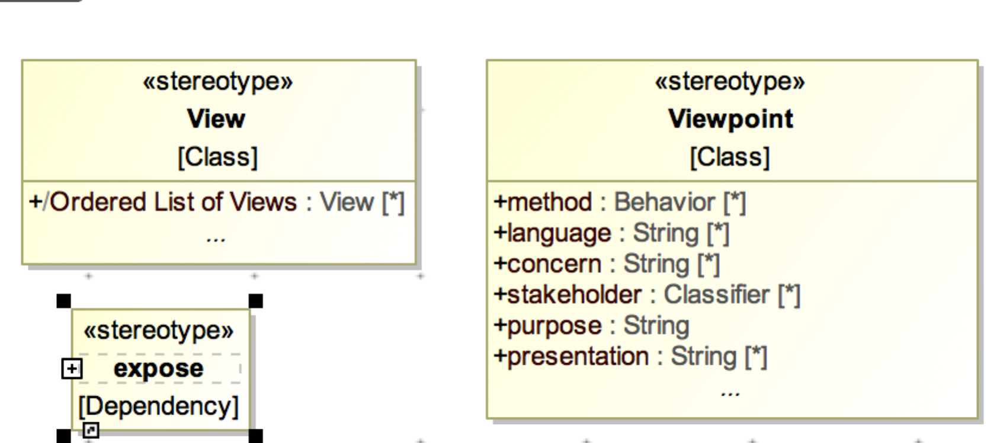 «stereotype»
View
[Class]
+/Ordered List of Views : View [*]
...
«stereotype»
expose
[Dependency]
«stereotype»
Viewpoint
[Class]
+method : Behavior [*]
+language : String [*]
+concern : String [*]
+stakeholder : Classifier [*]
+purpose : String
+presentation : String [*]
...